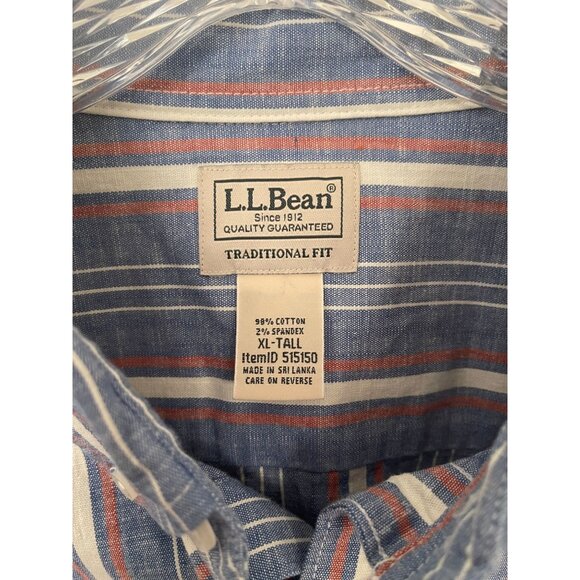 L.L.Bean®
Since 1912
QUALITY GUARANTEED
TRADITIONAL FIT
98% COTTON
2% SPANDEX
XL-TALL
ItemID 515150
MADE IN SRI LANKA
CARE ON REVERSE